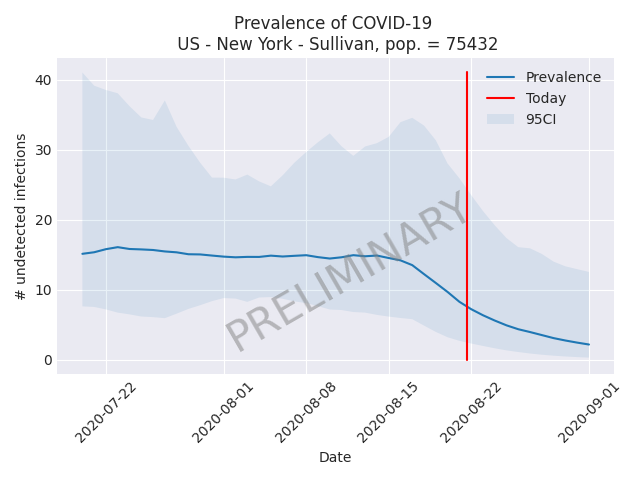 Prevalence of COVID-19
US - New York - Sullivan, pop. = 75432
# undetected infections
40
30
20
10
0
Prevalence
Today
95CI
PRELIMINARY
2020-07-22
2020-08-01
2020-08-08
2020-08-15
2020-08-22
2020-09-01
Date